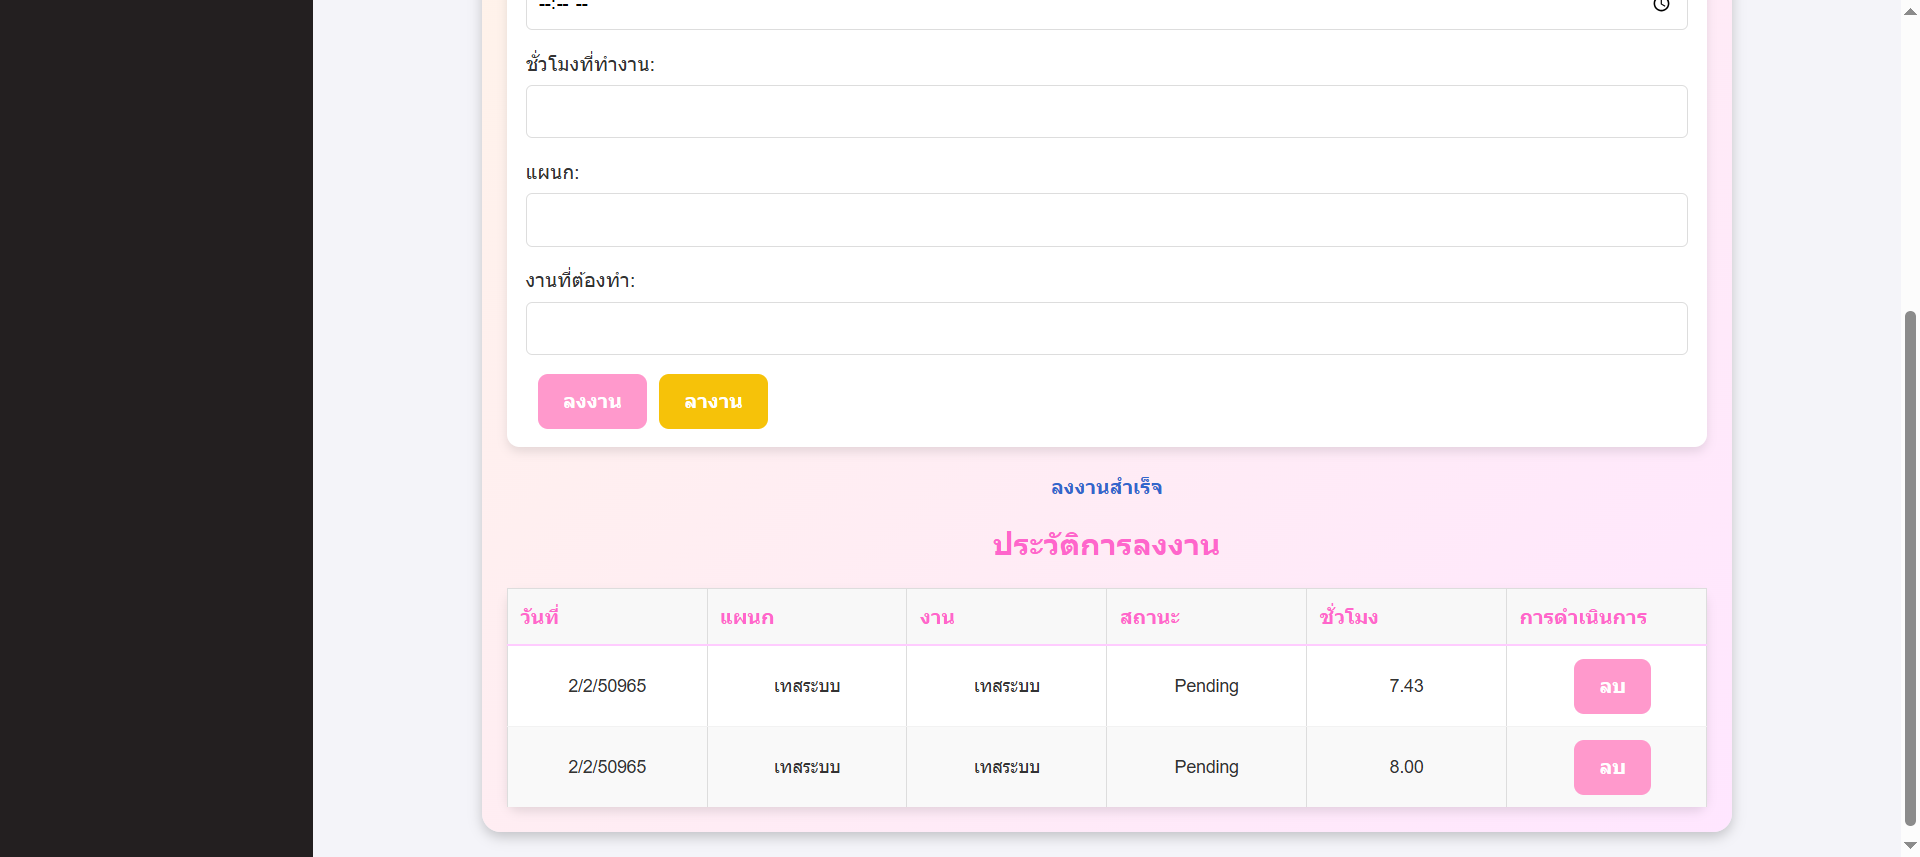 --:-- --
ชั่วโมงที่ทำงาน:
แผนก:
งานที่ต้องทำ:
ลงงาน ลางาน
ลงงานสำเร็จ
ประวัติการลงงาน
วันที่ แผนก งาน สถานะ ชั่วโมง การดำเนินการ
2/2/50965 เทสระบบ เทสระบบ Pending 7.43 ลบ
2/2/50965 เทสระบบ เทสระบบ Pending 8.00 ลบ